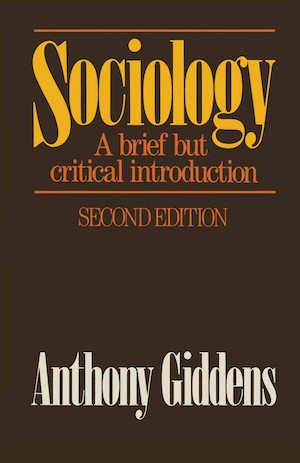 Sociology
A brief but
critical introduction
SECOND EDITION
Anthony Giddens